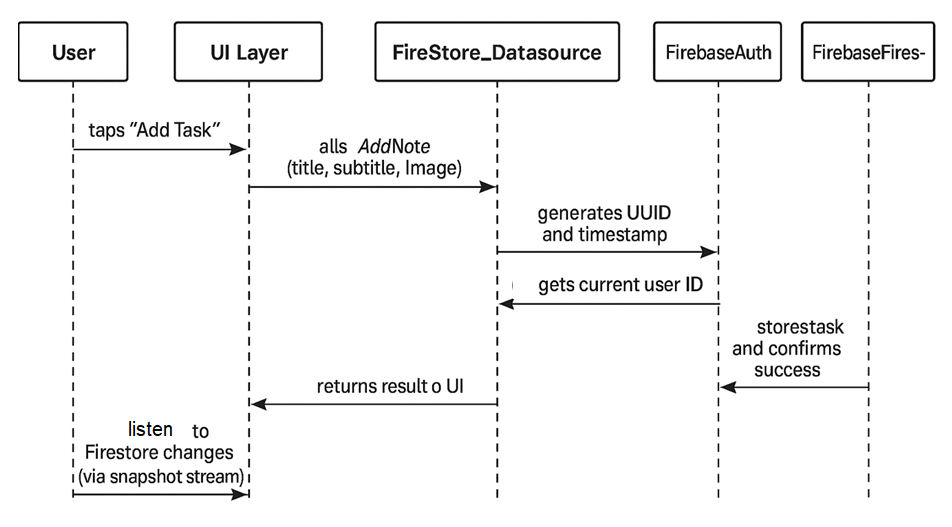 User
UI Layer
FireStore_Datasource
FirebaseAuth
FirebaseFires-
taps "Add Task"
alls AddNote
(title, subtitle, Image)
generates UUID
and timestamp
gets current user ID
storestask
and confirms
success
returns result o UI
listen to
Firestore changes
(via snapshot stream)